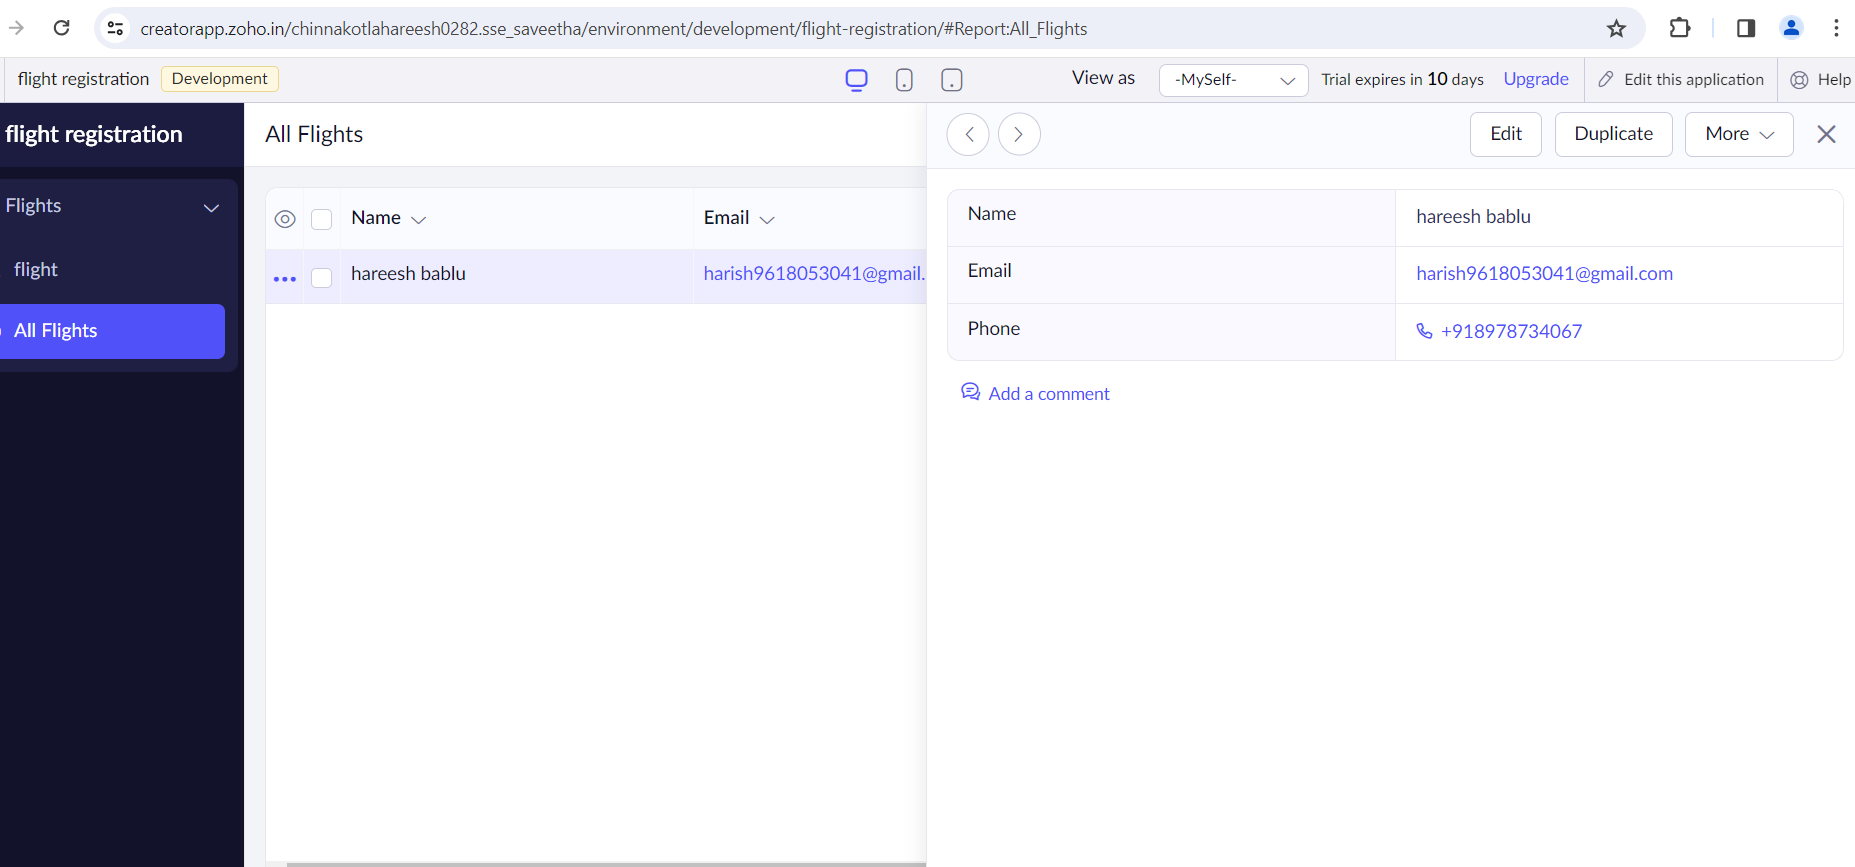 creatorapp.zoho.in/chinnakotlahareesh0282.sse_saveetha/environment/development/flight-registration/#Report:All_Flights
flight registration Development View as -MySelf- Trial expires in 10 days Upgrade Edit this application Help
flight registration
Flights
flight
All Flights
All Flights
Name Email
hareesh bablu harish9618053041@gmail.
Edit Duplicate More
Name hareesh bablu
Email harish9618053041@gmail.com
Phone +918978734067
Add a comment